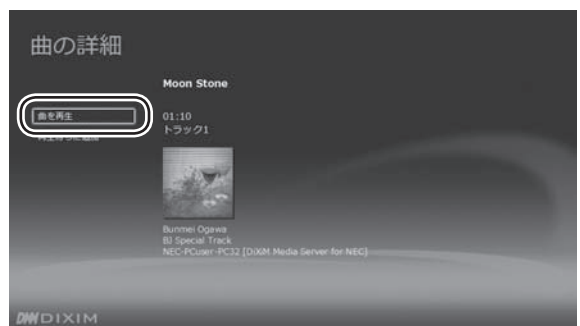 曲の詳細
Moon Stone
曲を再生
01:10
トラック1
Bunmei Ogawa
BJ Special Track
NEC-PCuser-PC32 [DiXiM Media Server for NEC]
DIXIM